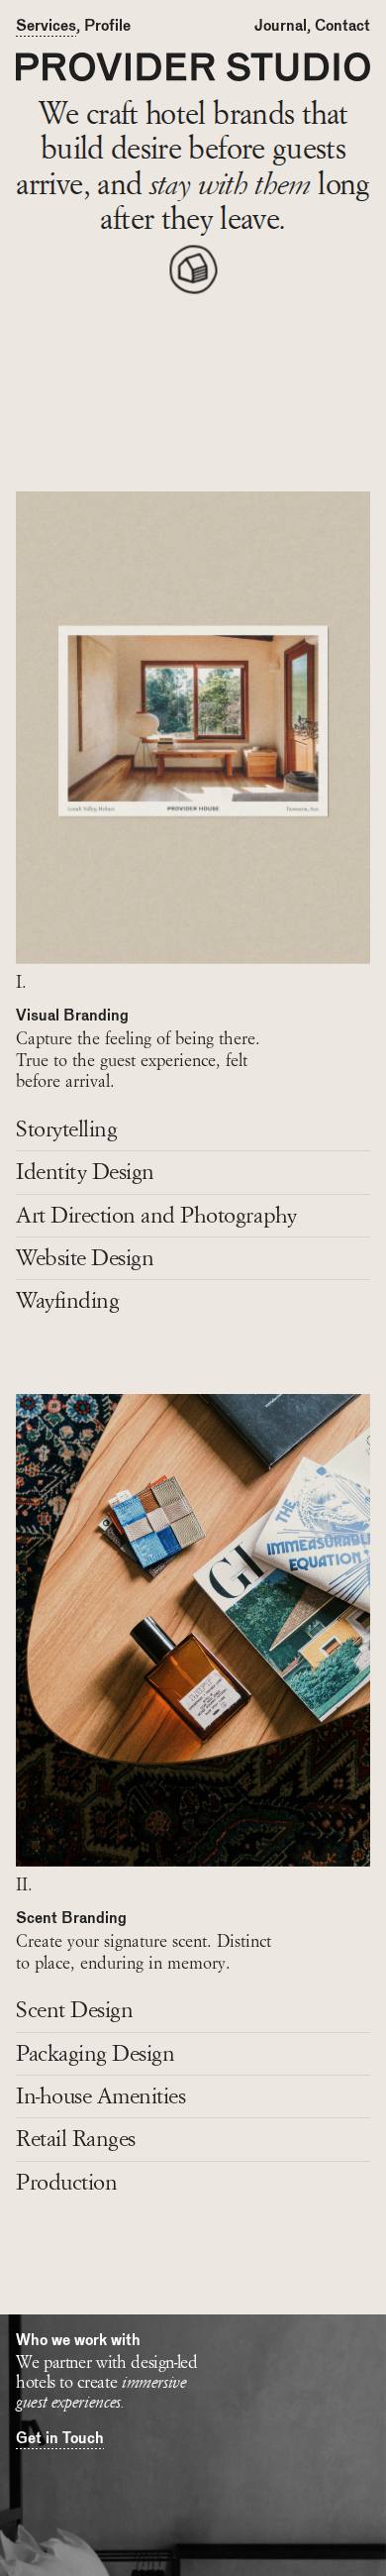 Services, Profile
Journal, Contact
PROVIDER STUDIO
We craft hotel brands that
build desire before guests
arrive, and stay with them long
after they leave.
PROVIDER HOUSE
I.
Visual Branding
Capture the feeling of being there.
True to the guest experience, felt
before arrival.
Storytelling
Identity Design
Art Direction and Photography
Website Design
Wayfinding
THE
IMMEASURABLE
EQUATION
II.
Scent Branding
Create your signature scent. Distinct
to place, enduring in memory.
Scent Design
Packaging Design
In-house Amenities
Retail Ranges
Production
Who we work with
We partner with design-led
hotels to create immersive
guest experiences.
Get in Touch